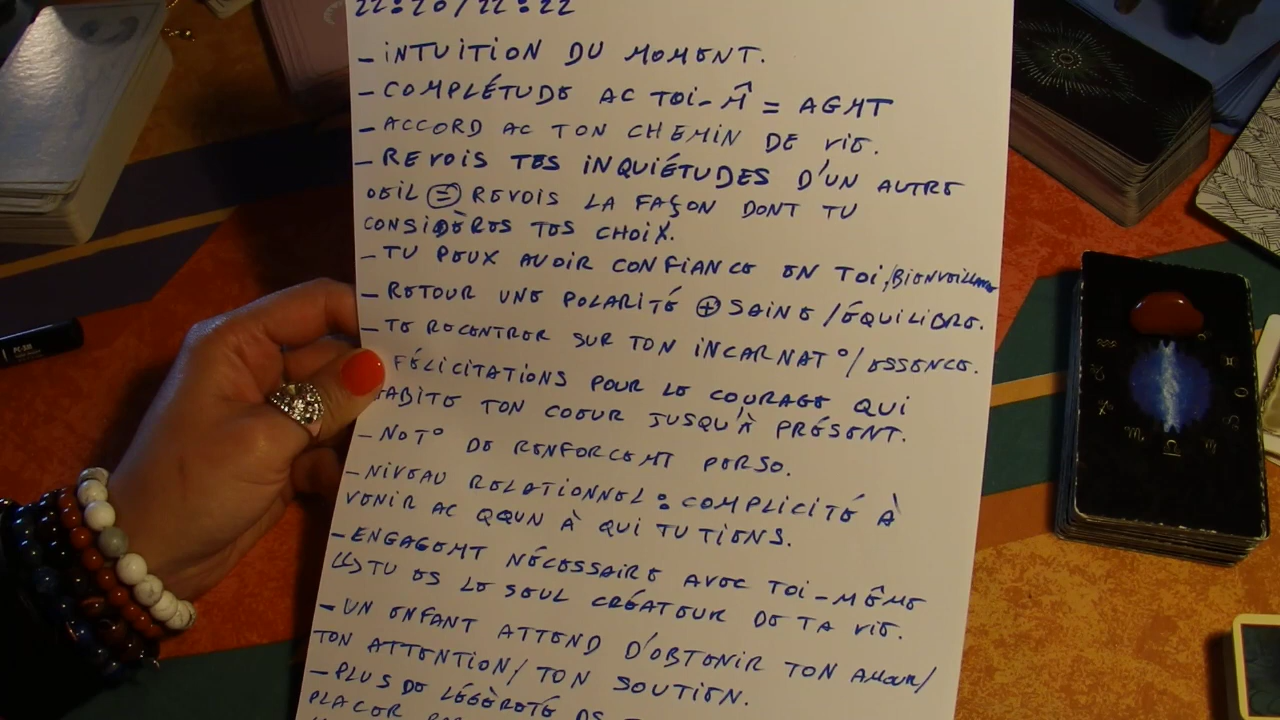 22:20/22:22
- INTUITION DU MOMENT.
- COMPLÉTUDE AC TOI-M̂ = AGMT
- ACCORD AC TON CHEMIN DE VIE.
- REVOIS TES INQUIÉTUDES D'UN AUTRE
OEIL (=) REVOIS LA FAÇON DONT TU
CONSIDÈRES TES CHOIX.
- TU PEUX AVOIR CONFIANCE EN TOI/BIENVEILLANCE
- RETOUR UNE POLARITÉ ⊕ SAINE/ÉQUILIBRE.
- TE RECENTRER SUR TON INCARNATº/ESSENCE.
FÉLICITATIONS POUR LE COURAGE QUI
HABITE TON COEUR JUSQU'À PRÉSENT.
- NOTº DE RENFORCEMT PERSO.
- NIVEAU RELATIONNEL : COMPLICITÉ À
VENIR AC QQUN À QUI TU TIENS.
- ENGAGEMT NÉCESSAIRE AVEC TOI-MÊME
↳ TU ES LE SEUL CRÉATEUR DE TA VIE.
- UN ENFANT ATTEND D'OBTENIR TON AMOUR/
TON ATTENTION/TON SOUTIEN.
- PLUS DE LÉGÈRETÉ DS
PLACER